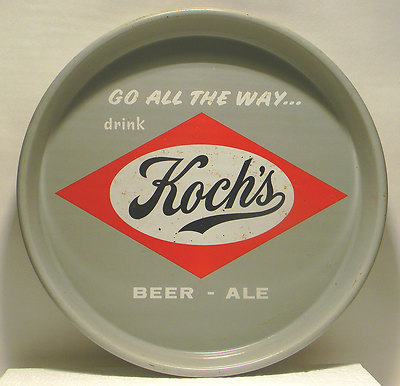 GO ALL THE WAY...
drink
Koch's
BEER - ALE